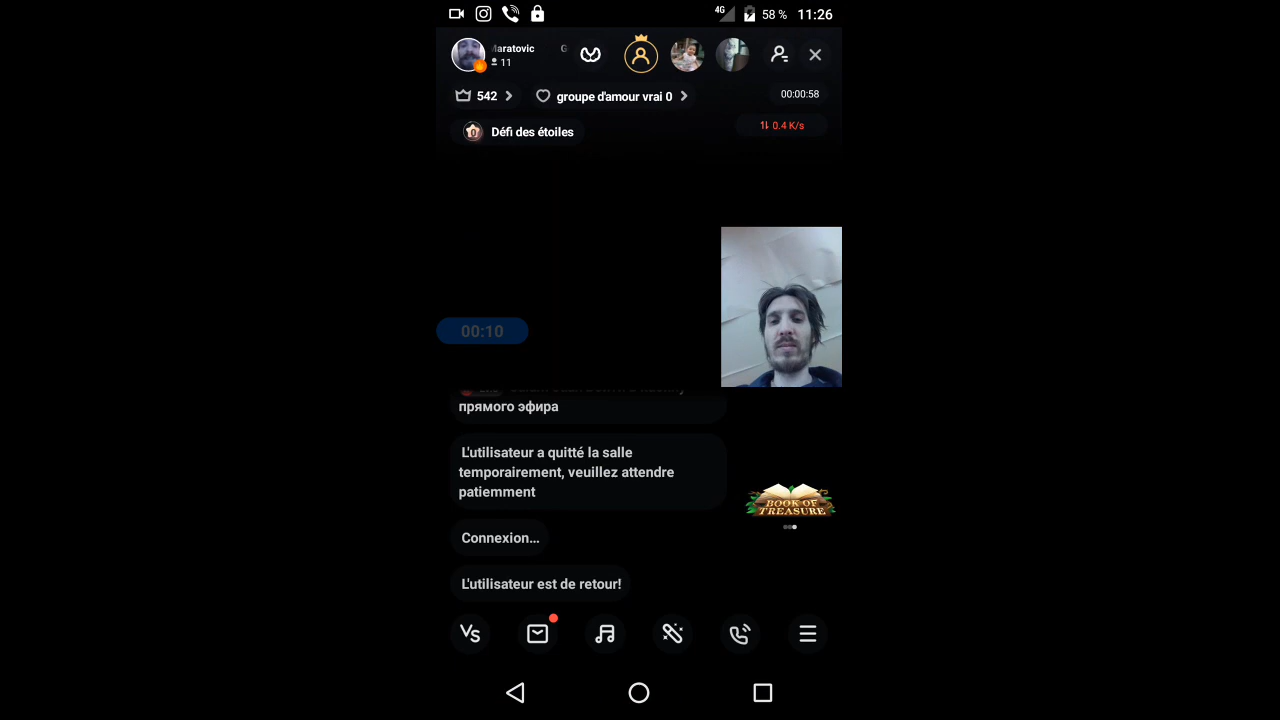 4G 58 % 11:26
aratovic
11
542
groupe d'amour vrai 0
00:00:58
Défi des étoiles
0.4 K/s
00:10
прямого эфира
L'utilisateur a quitté la salle
temporairement, veuillez attendre
patiemment
BOOK OF
TREASURE
Connexion...
L'utilisateur est de retour!
VS